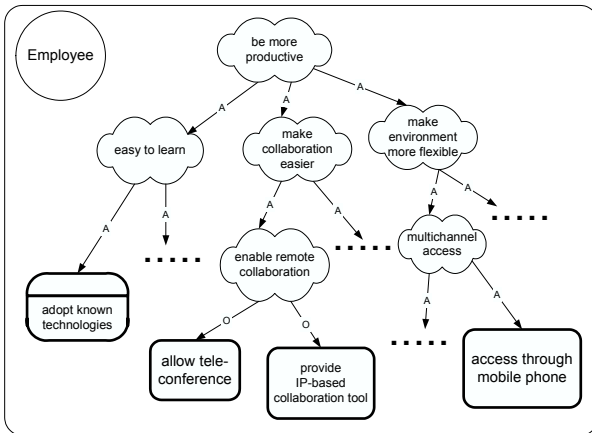 Employee
be more
productive
A
A
A
easy to learn
make
collaboration
easier
make
environment
more flexible
A
A
A
A
A
A
enable remote
collaboration
multichannel
access
adopt known
technologies
O
O
A
A
allow tele-
conference
provide
IP-based
collaboration tool
access through
mobile phone